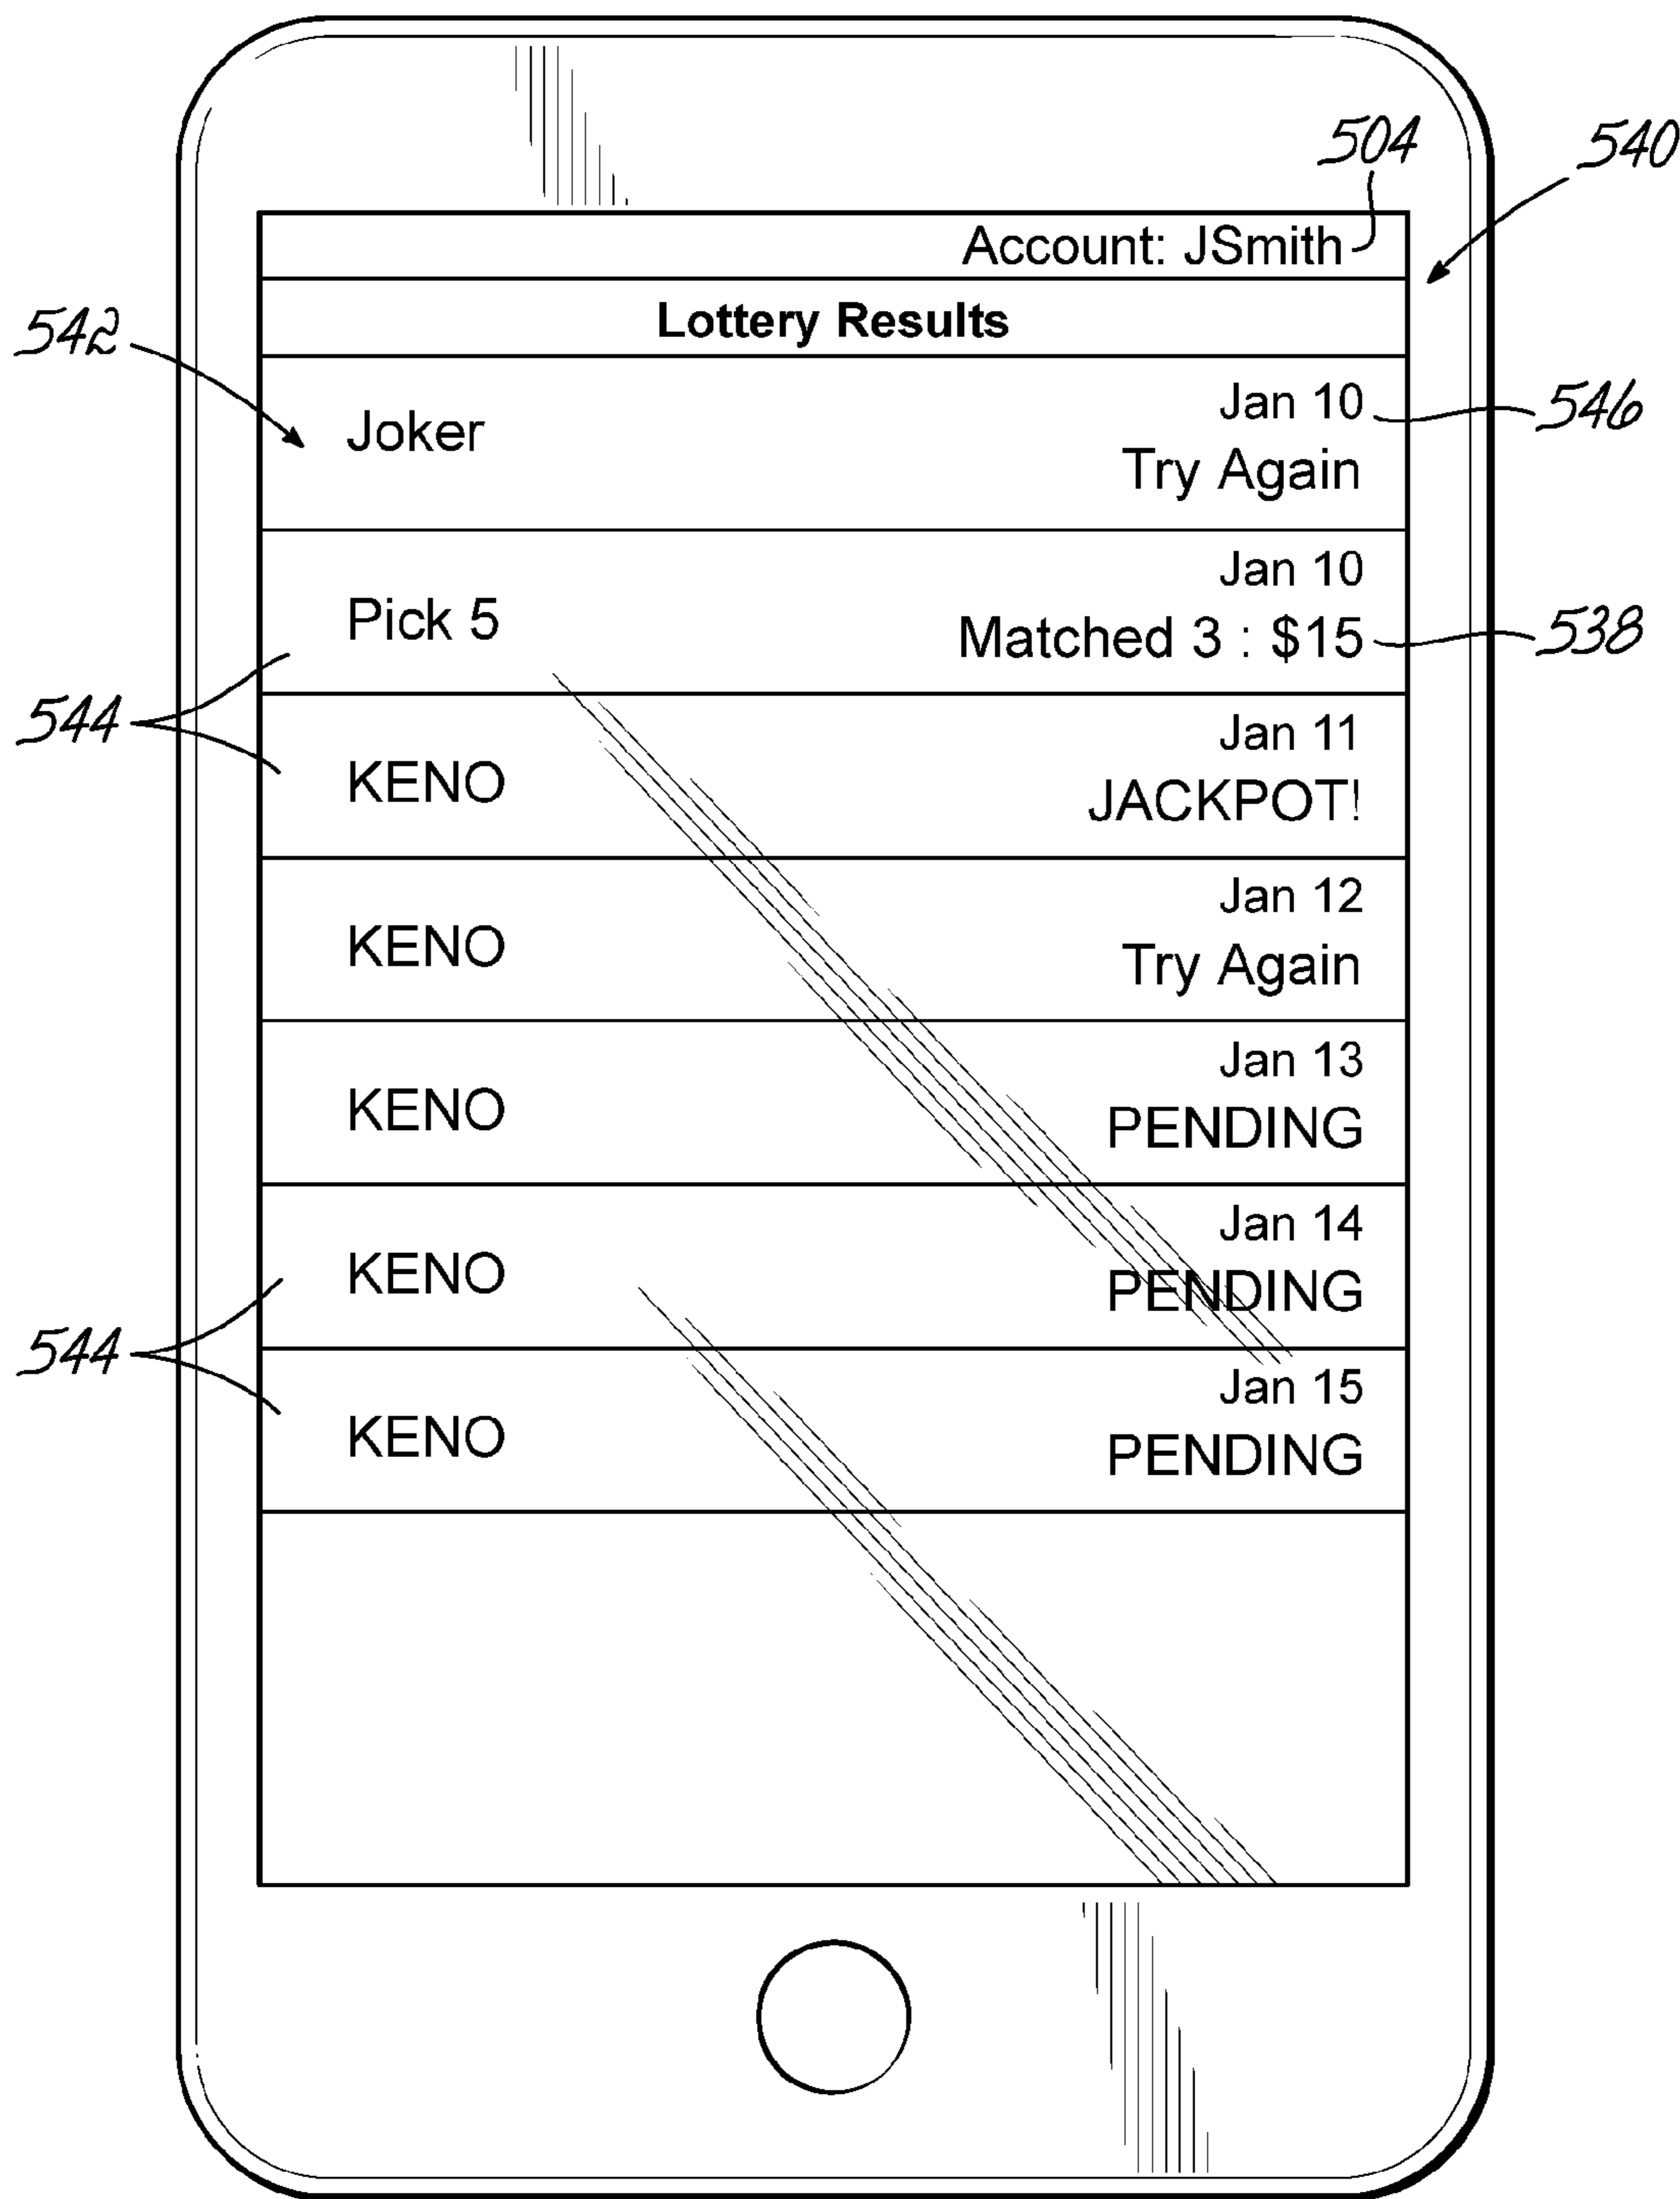 504
540
Account: JSmith
542
Lottery Results
Jan 10
546
Joker
Try Again
Jan 10
Pick 5
Matched 3 : $15
538
544
Jan 11
KENO
JACKPOT!
Jan 12
KENO
Try Again
Jan 13
KENO
PENDING
Jan 14
KENO
PENDING
544
Jan 15
KENO
PENDING